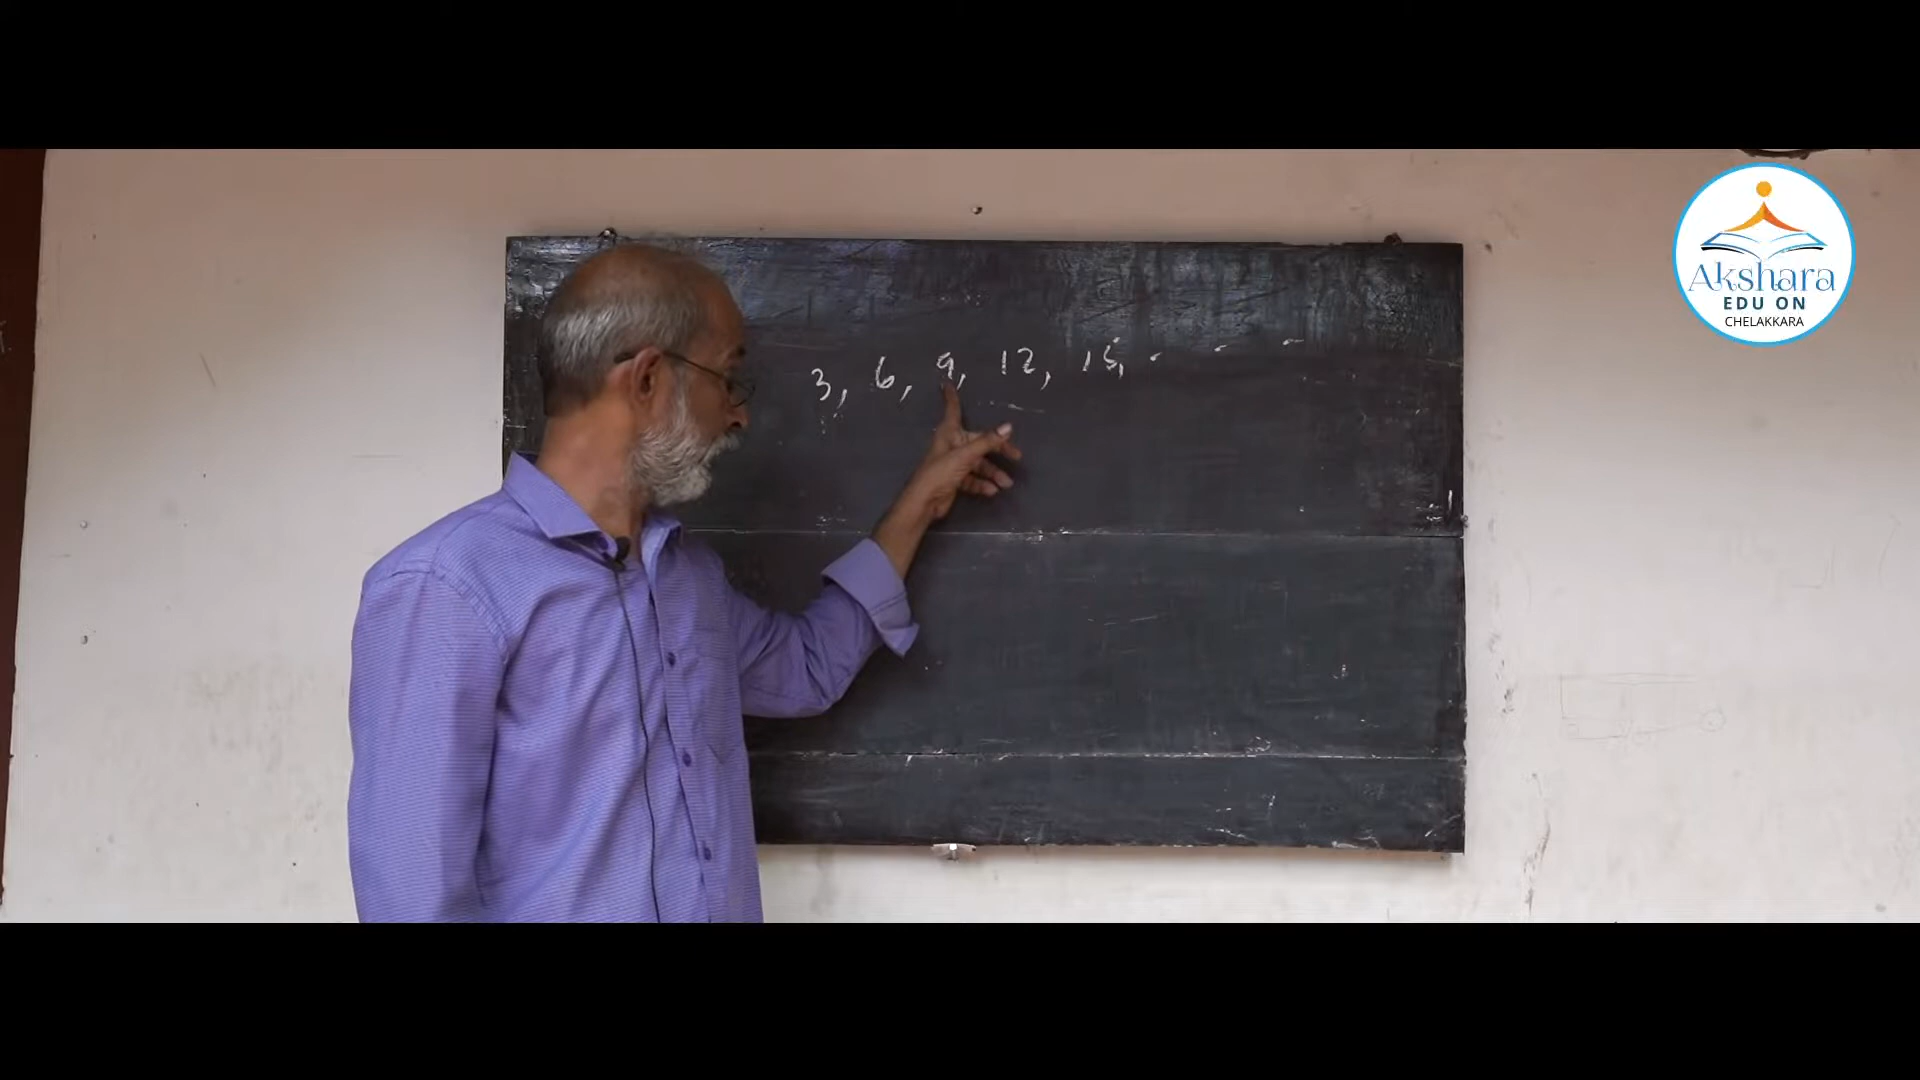 3, 6, 9, 12, 15, . . .
Akshara
EDU ON
CHELAKKARA